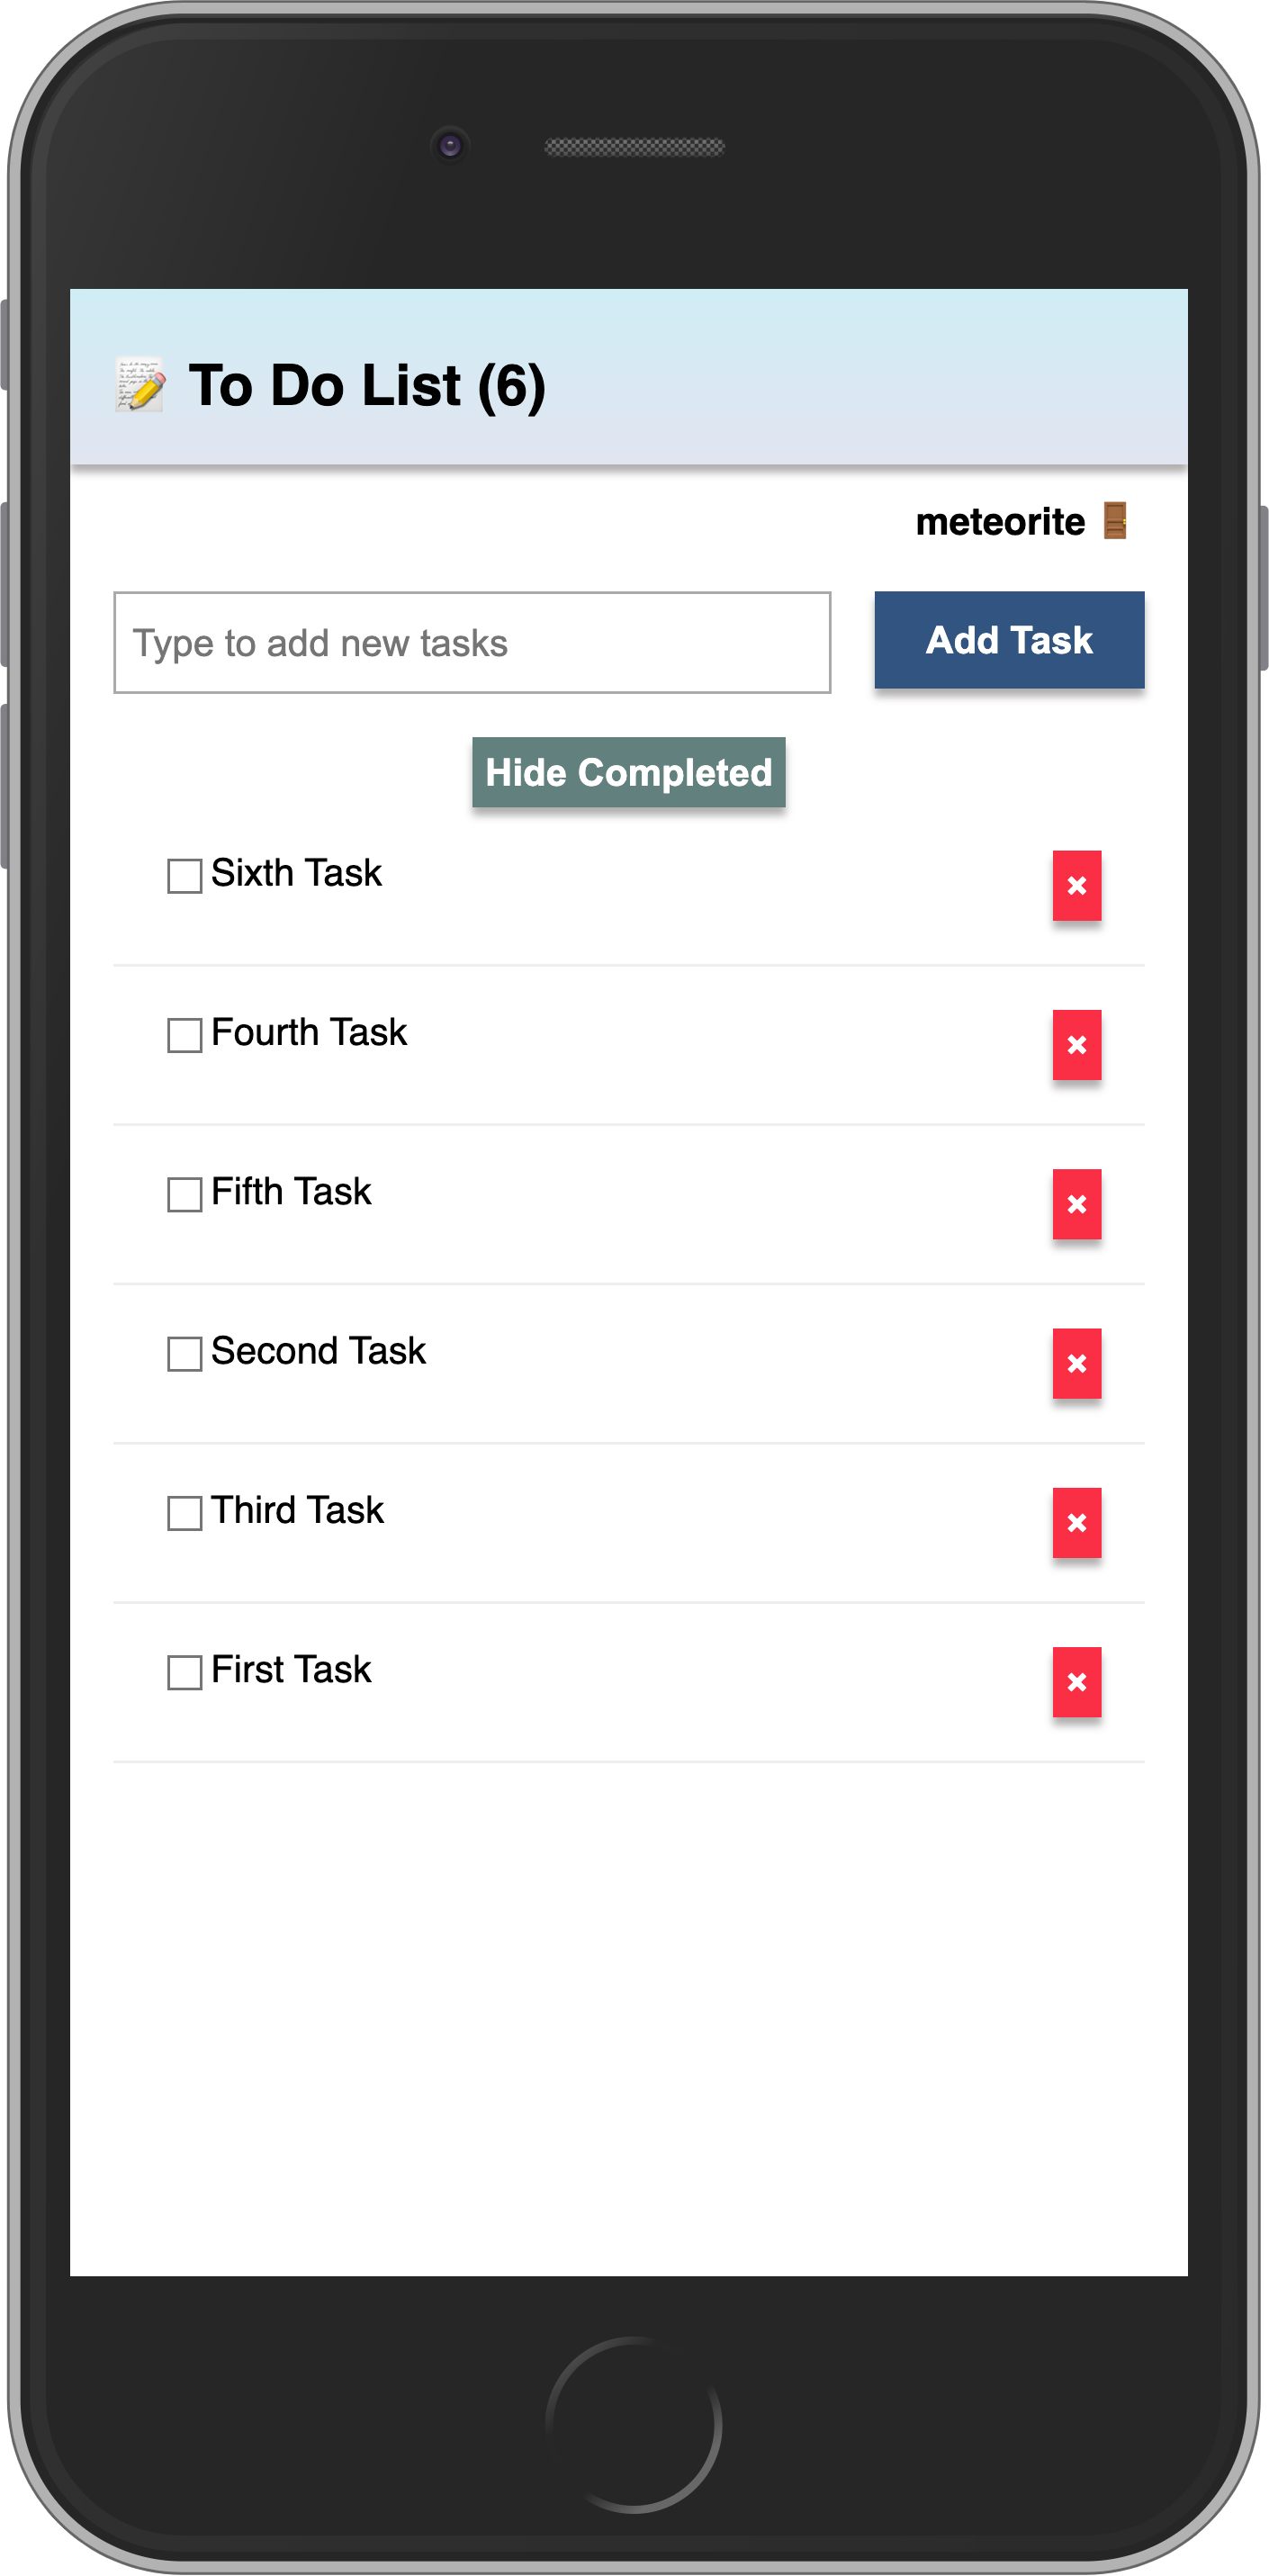 To Do List (6)
meteorite
Type to add new tasks
Add Task
Hide Completed
Sixth Task
Fourth Task
Fifth Task
Second Task
Third Task
First Task